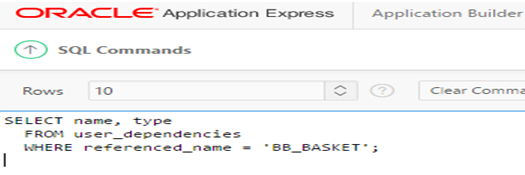 ORACLE Application Express Application Builder
SQL Commands
Rows 10 Clear Comma
SELECT name, type
FROM user_dependencies
WHERE referenced_name = 'BB_BASKET';